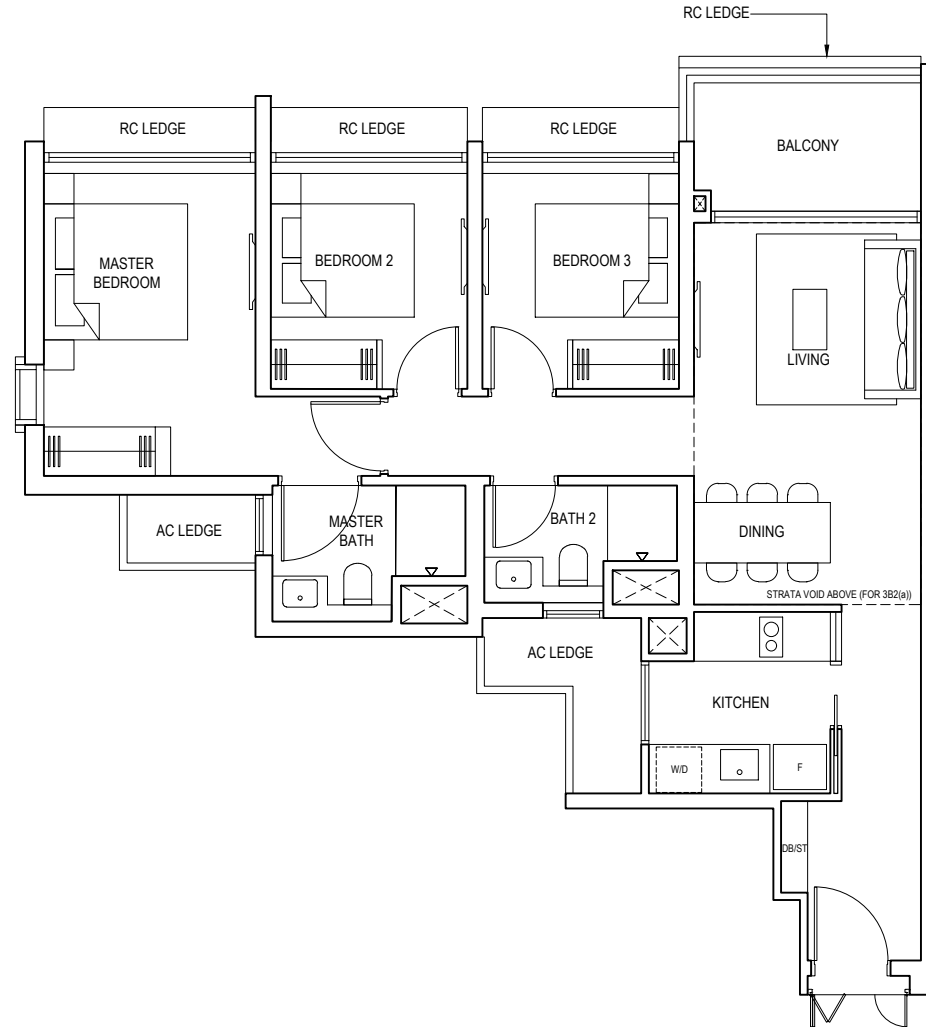 RC LEDGE
RC LEDGE
RC LEDGE
RC LEDGE
BALCONY
MASTER
BEDROOM
BEDROOM 2
BEDROOM 3
LIVING
AC LEDGE
MASTER
BATH
BATH 2
DINING
STRATA VOID ABOVE (FOR 3B2(a))
AC LEDGE
KITCHEN
W/D
F
DB/ST